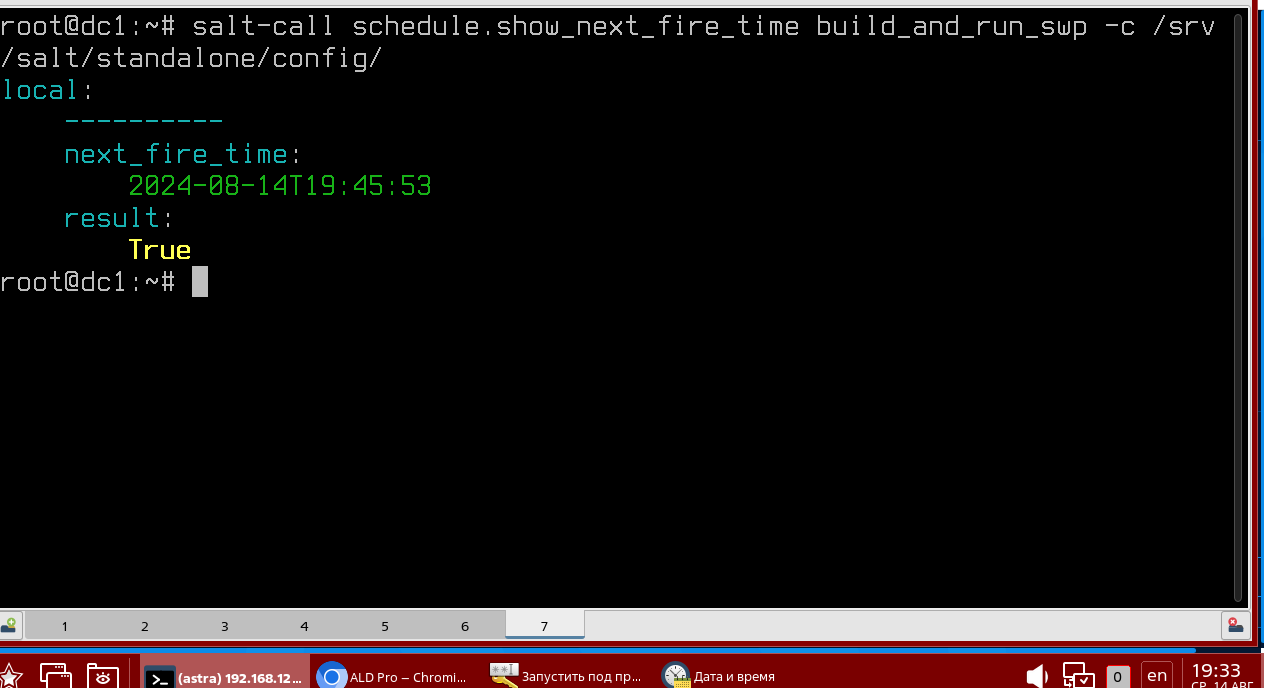 root@dc1:~# salt-call schedule.show_next_fire_time build_and_run_swp -c /srv
/salt/standalone/config/
local:
----------
next_fire_time:
2024-08-14T19:45:53
result:
True
root@dc1:~#
1 2 3 4 5 6 7
(astra) 192.168.12... ALD Pro – Chromi... Запустить под пр... Дата и время 0 en 19:33
СР, 14 АВГ